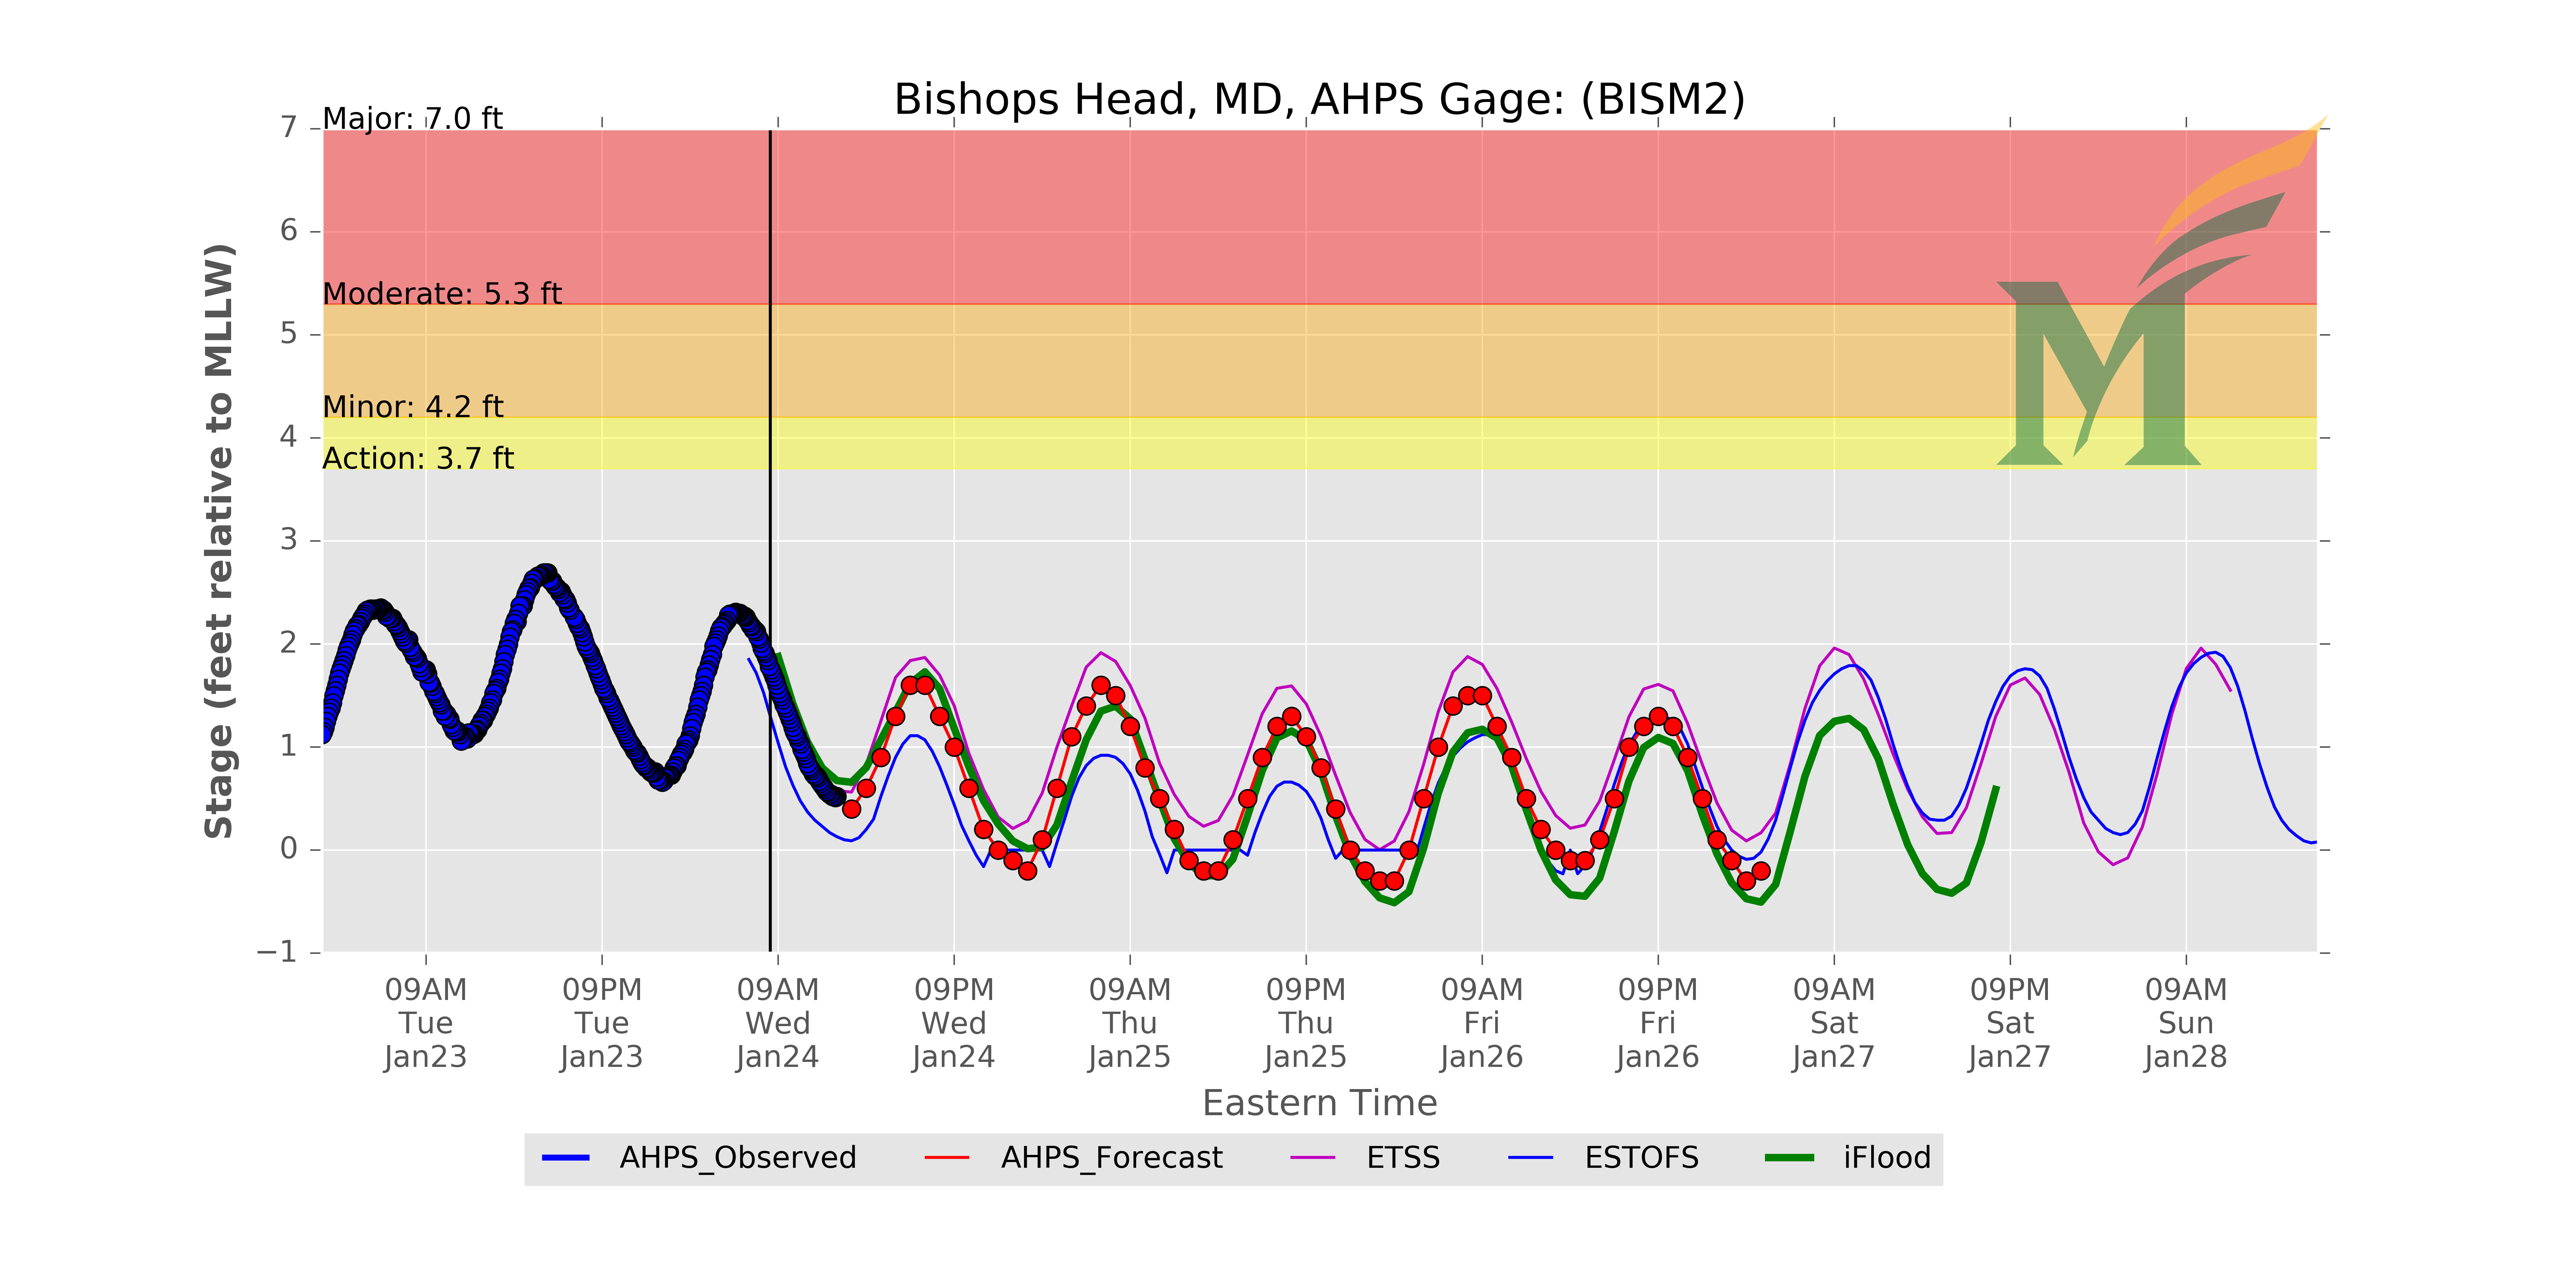 Bishops Head, MD, AHPS Gage: (BISM2)
Major: 7.0 ft
Moderate: 5.3 ft
Minor: 4.2 ft
Action: 3.7 ft
7
6
5
4
3
2
1
0
−1
Stage (feet relative to MLLW)
09AM Tue Jan23
09PM Tue Jan23
09AM Wed Jan24
09PM Wed Jan24
09AM Thu Jan25
09PM Thu Jan25
09AM Fri Jan26
09PM Fri Jan26
09AM Sat Jan27
09PM Sat Jan27
09AM Sun Jan28
Eastern Time
AHPS_Observed
AHPS_Forecast
ETSS
ESTOFS
iFlood
M